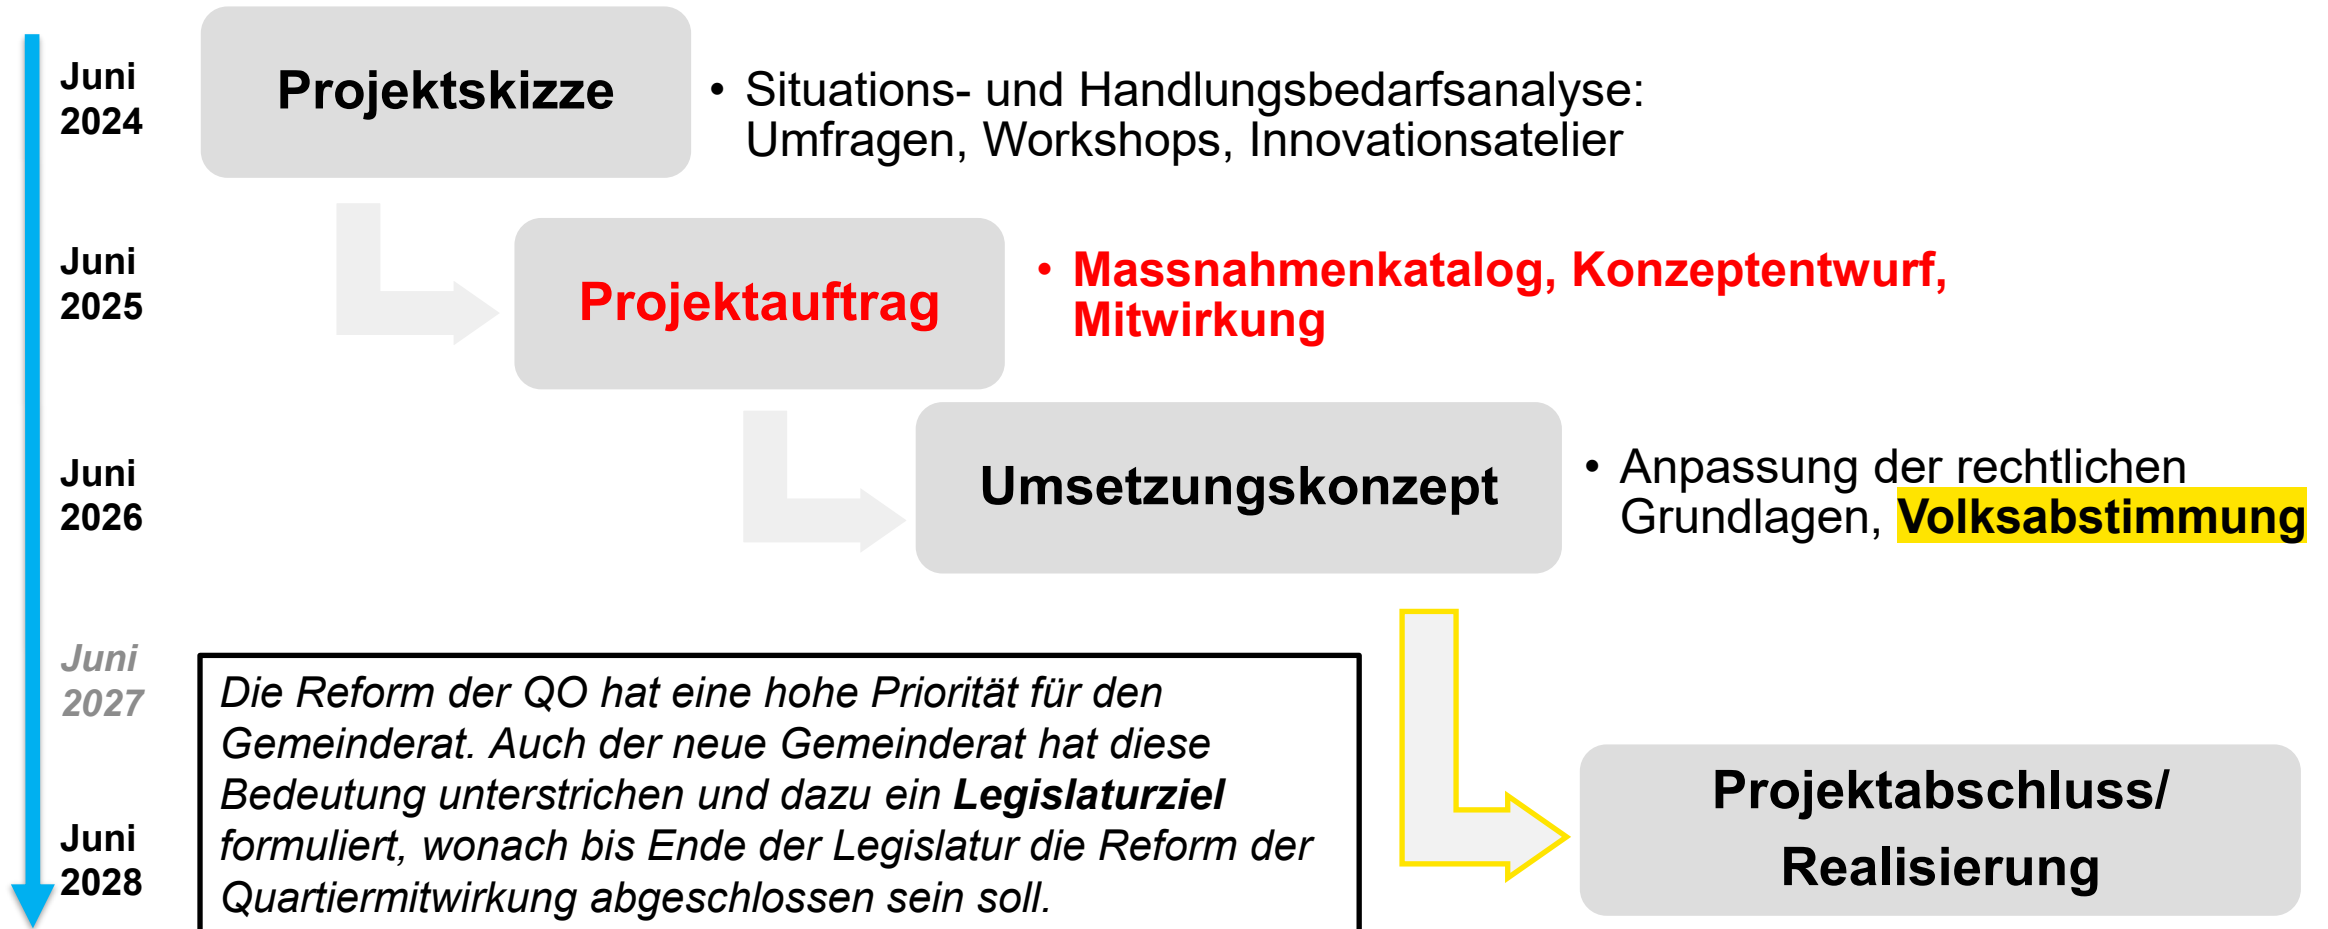 Juni
2024
Projektskizze
• Situations- und Handlungsbedarfsanalyse:
Umfragen, Workshops, Innovationsatelier
Juni
2025
Projektauftrag
• Massnahmenkatalog, Konzeptentwurf,
Mitwirkung
Juni
2026
Umsetzungskonzept
• Anpassung der rechtlichen
Grundlagen, Volksabstimmung
Juni
2027
Die Reform der QO hat eine hohe Priorität für den
Gemeinderat. Auch der neue Gemeinderat hat diese
Bedeutung unterstrichen und dazu ein Legislaturziel
formuliert, wonach bis Ende der Legislatur die Reform der
Quartiermitwirkung abgeschlossen sein soll.
Juni
2028
Projektabschluss/
Realisierung